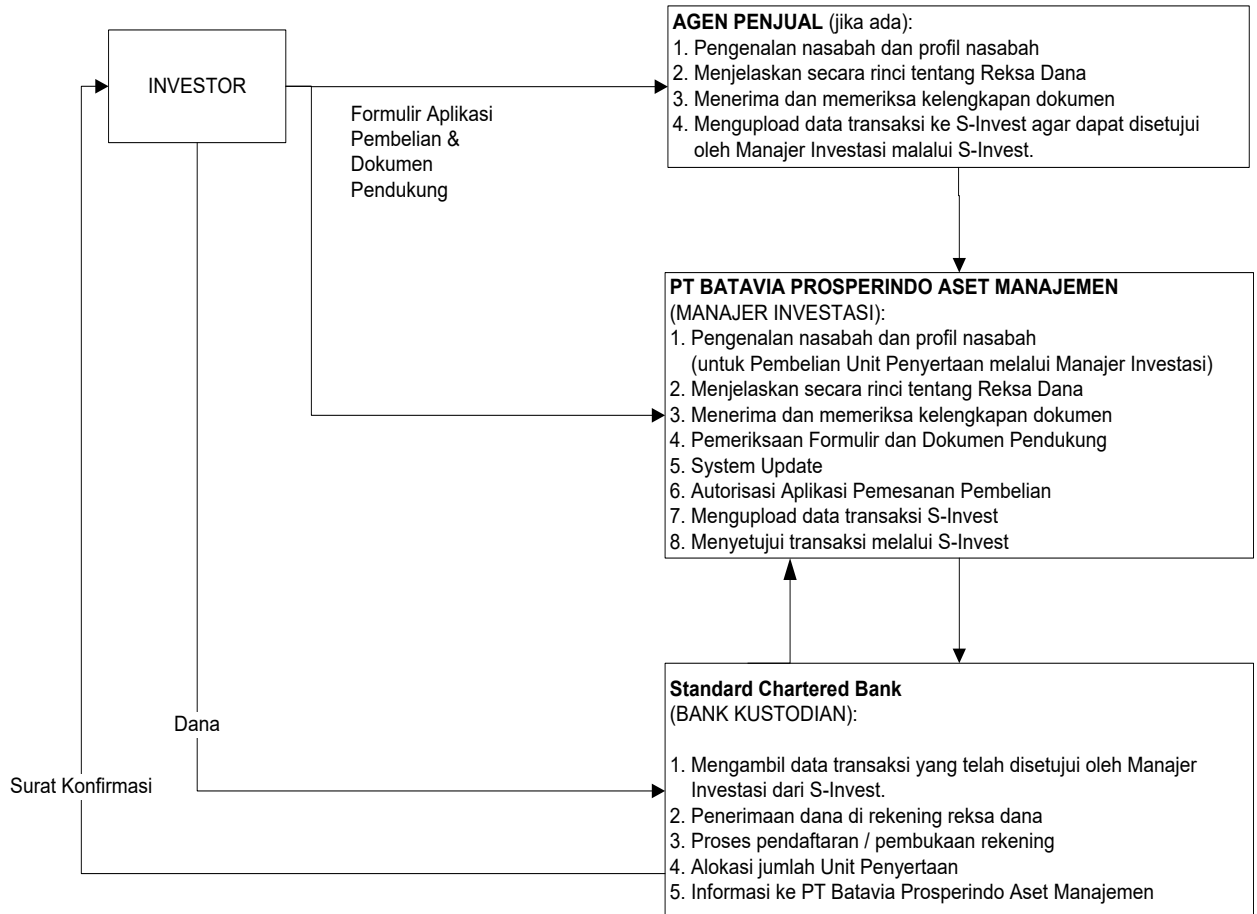 INVESTOR
Formulir Aplikasi
Pembelian &
Dokumen
Pendukung
AGEN PENJUAL (jika ada):
1. Pengenalan nasabah dan profil nasabah
2. Menjelaskan secara rinci tentang Reksa Dana
3. Menerima dan memeriksa kelengkapan dokumen
4. Mengupload data transaksi ke S-Invest agar dapat disetujui
oleh Manajer Investasi malalui S-Invest.
PT BATAVIA PROSPERINDO ASET MANAJEMEN
(MANAJER INVESTASI):
1. Pengenalan nasabah dan profil nasabah
(untuk Pembelian Unit Penyertaan melalui Manajer Investasi)
2. Menjelaskan secara rinci tentang Reksa Dana
3. Menerima dan memeriksa kelengkapan dokumen
4. Pemeriksaan Formulir dan Dokumen Pendukung
5. System Update
6. Autorisasi Aplikasi Pemesanan Pembelian
7. Mengupload data transaksi S-Invest
8. Menyetujui transaksi melalui S-Invest
Dana
Surat Konfirmasi
Standard Chartered Bank
(BANK KUSTODIAN):
1. Mengambil data transaksi yang telah disetujui oleh Manajer
Investasi dari S-Invest.
2. Penerimaan dana di rekening reksa dana
3. Proses pendaftaran / pembukaan rekening
4. Alokasi jumlah Unit Penyertaan
5. Informasi ke PT Batavia Prosperindo Aset Manajemen